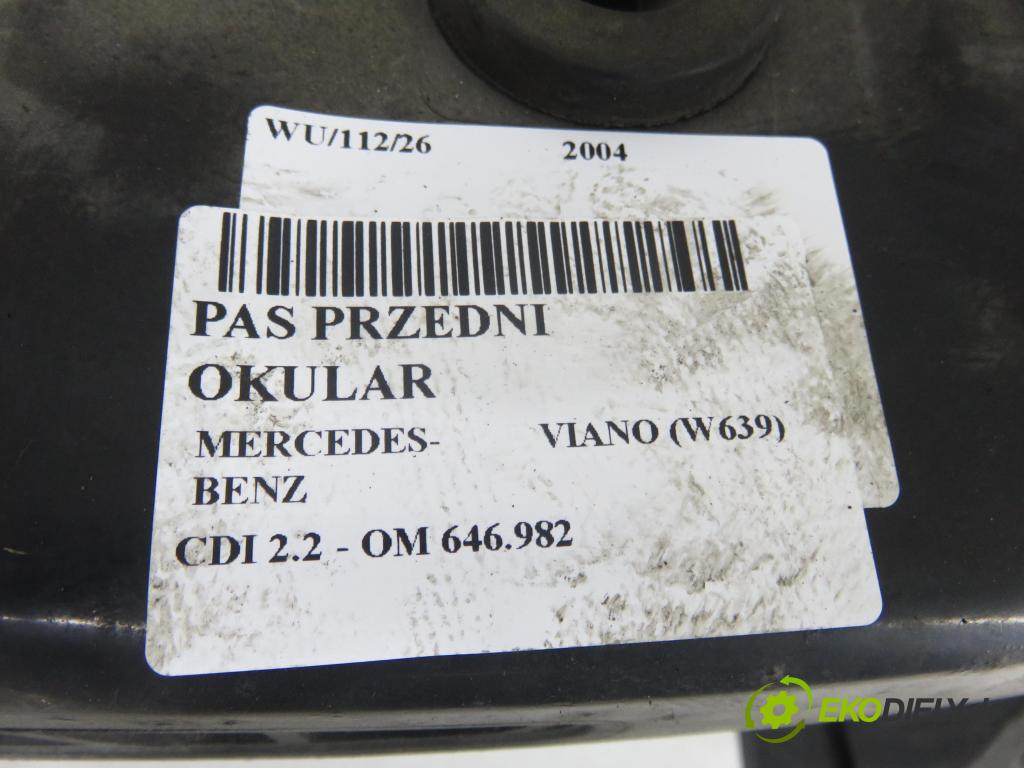 WU/112/26 2004
PAS PRZEDNI
OKULAR
MERCEDES- VIANO (W639)
BENZ
CDI 2.2 - OM 646.982
EKODIELY